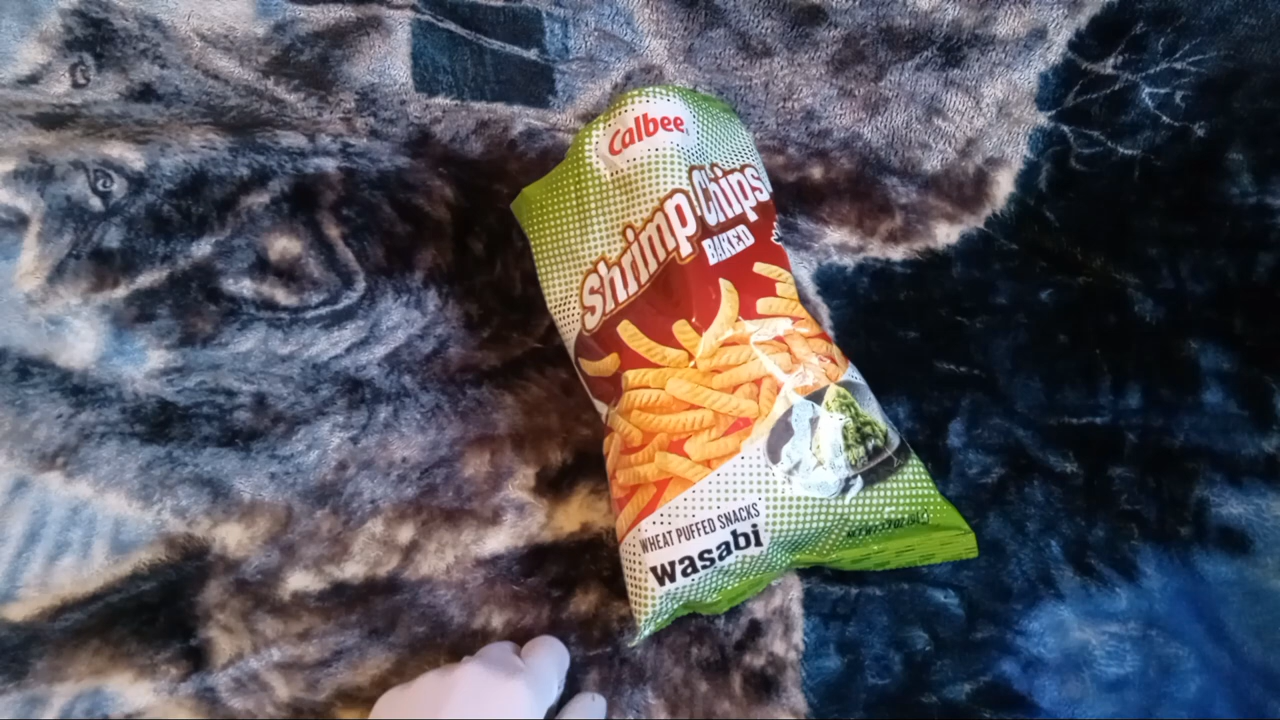 Calbee
Shrimp Chips
BAKED
WHEAT PUFFED SNACKS
wasabi